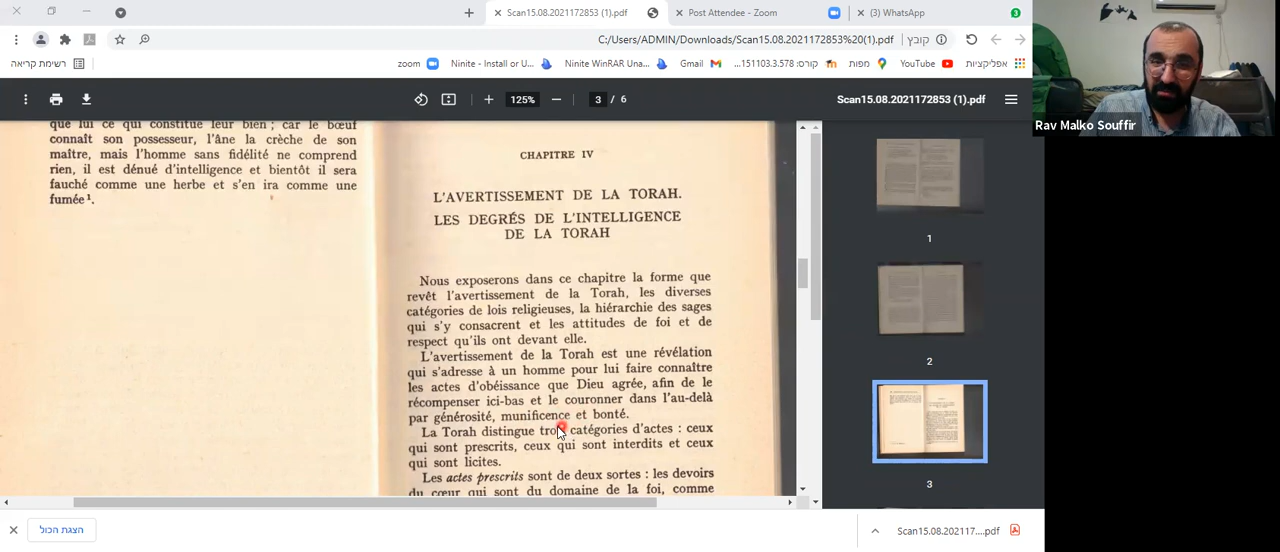 Scan15.08.2021172853 (1).pdf
Post Attendee - Zoom
(3) WhatsApp
3
C:/Users/ADMIN/Downloads/Scan15.08.2021172853%20(1).pdf
קובץ
רשימת קריאה
zoom
Ninite - Install or U...
Ninite WinRAR Una...
Gmail
קורס: 151103.3.578...
מפות
YouTube
אפליקציות
125%
3 / 6
Scan15.08.2021172853 (1).pdf
Rav Malko Souffir
que lui ce qui constitue leur bien ; car le bœuf
connaît son possesseur, l'âne la crèche de son
maître, mais l'homme sans fidélité ne comprend
rien, il est dénué d'intelligence et bientôt il sera
fauché comme une herbe et s'en ira comme une
fumée¹.
CHAPITRE IV
L'AVERTISSEMENT DE LA TORAH.
LES DEGRÉS DE L'INTELLIGENCE
DE LA TORAH
Nous exposerons dans ce chapitre la forme que
revêt l'avertissement de la Torah, les diverses
catégories de lois religieuses, la hiérarchie des sages
qui s'y consacrent et les attitudes de foi et de
respect qu'ils ont devant elle.
L'avertissement de la Torah est une révélation
qui s'adresse à un homme pour lui faire connaître
les actes d'obéissance que Dieu agrée, afin de le
récompenser ici-bas et le couronner dans l'au-delà
par générosité, munificence et bonté.
La Torah distingue trois catégories d'actes : ceux
qui sont prescrits, ceux qui sont interdits et ceux
qui sont licites.
Les actes prescrits sont de deux sortes : les devoirs
du cœur qui sont du domaine de la foi, comme
1
2
3
הצגת הכול
Scan15.08.202117....pdf